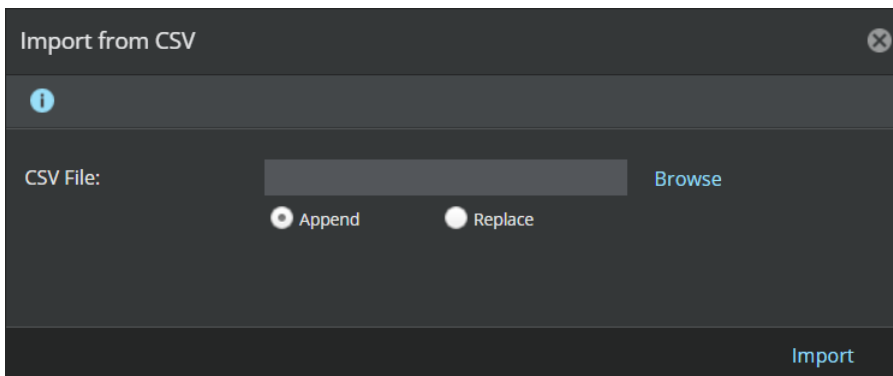 Import from CSV
CSV File:
Browse
Append
Replace
Import